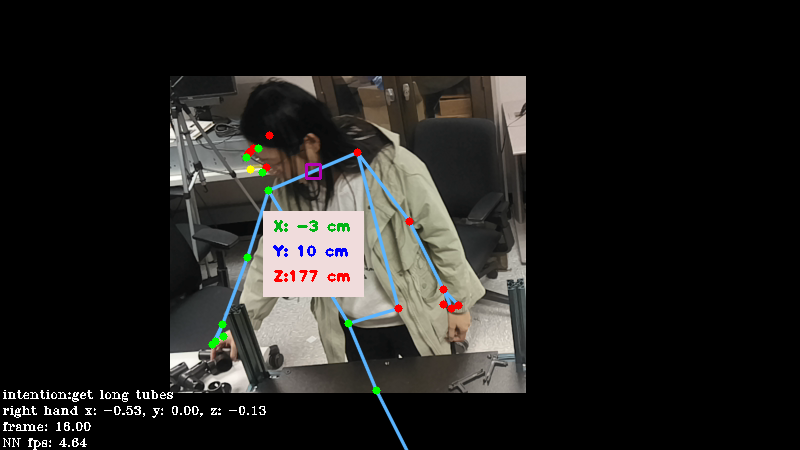 X: -3 cm
Y: 10 cm
Z:177 cm
intention:get long tubes
right hand x: -0.53, y: 0.00, z: -0.13
frame: 16.00
NN fps: 4.64